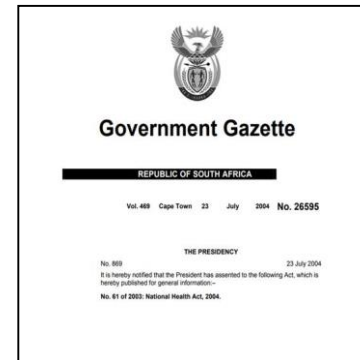 Government Gazette
REPUBLIC OF SOUTH AFRICA
Vol. 469 Cape Town 23 July 2004 No. 26595
THE PRESIDENCY
No. 869 23 July 2004
It is hereby notified that the President has assented to the following Act, which is
hereby published for general information:–
No. 61 of 2003: National Health Act, 2004.